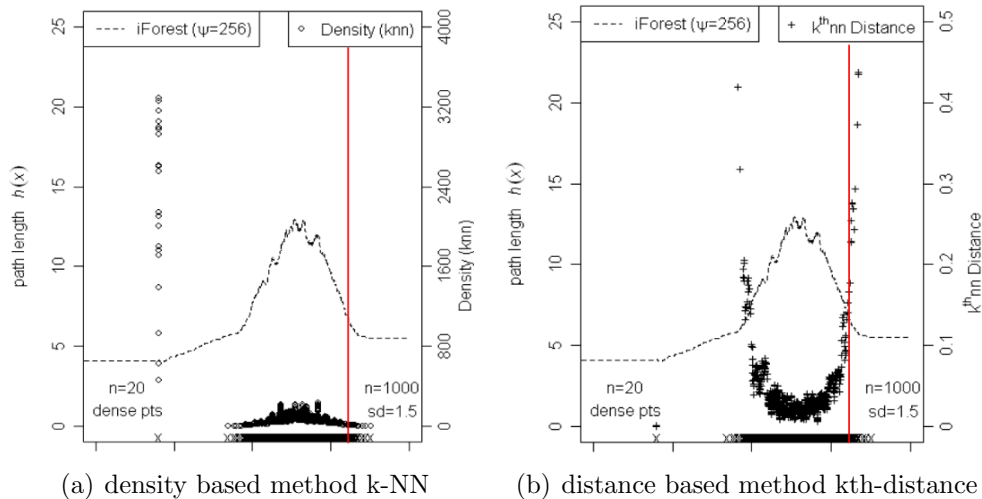 iForest (ψ=256)
Density (knn)
25
20
15
10
5
0
path length h(x)
4000
3200
2400
1600
800
0
Density (knn)
n=20
dense pts
n=1000
sd=1.5
(a) density based method k-NN
iForest (ψ=256)
kᵗʰnn Distance
25
20
15
10
5
0
path length h(x)
0.5
0.4
0.3
0.2
0.1
0.0
kᵗʰnn Distance
n=20
dense pts
n=1000
sd=1.5
(b) distance based method kth-distance